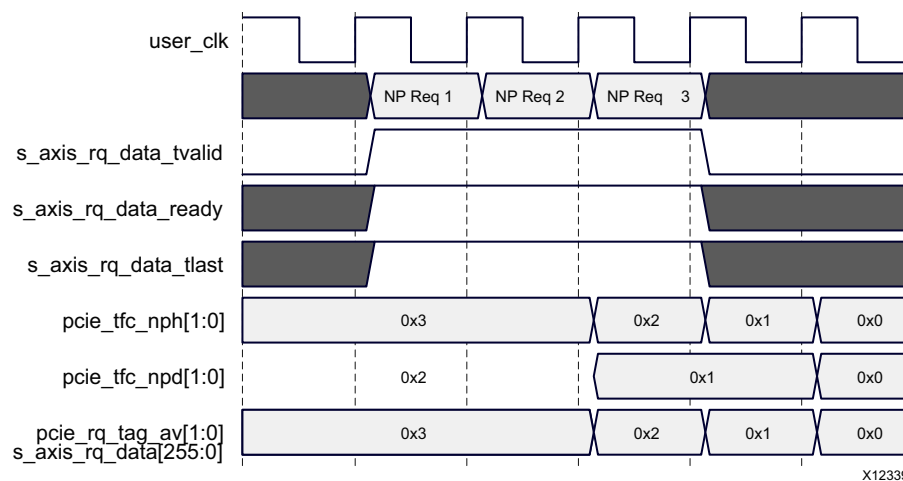 user_clk
NP Req 1 NP Req 2 NP Req 3
s_axis_rq_data_tvalid
s_axis_rq_data_ready
s_axis_rq_data_tlast
pcie_tfc_nph[1:0] 0x3 0x2 0x1 0x0
pcie_tfc_npd[1:0] 0x2 0x1 0x0
pcie_rq_tag_av[1:0] 0x3 0x2 0x1 0x0
s_axis_rq_data[255:0]
X12339